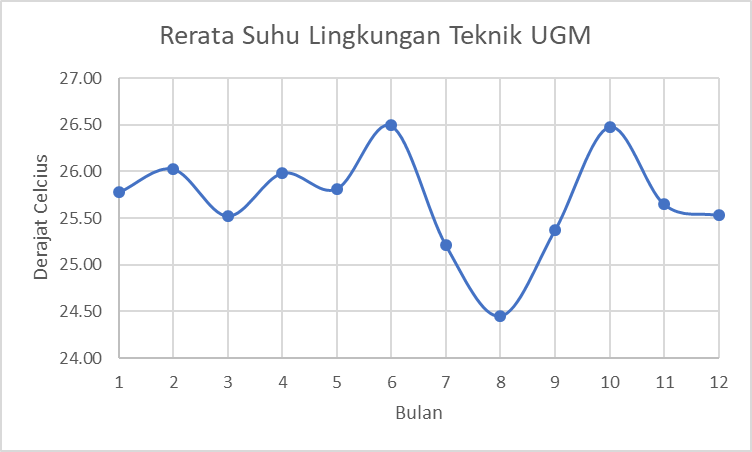 Rerata Suhu Lingkungan Teknik UGM
27.00
26.50
26.00
25.50
25.00
24.50
24.00
Derajat Celcius
1 2 3 4 5 6 7 8 9 10 11 12
Bulan